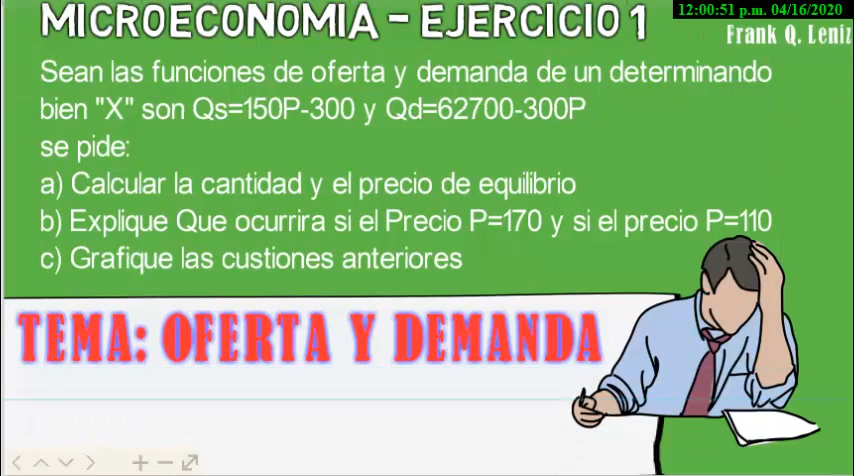 12:00:51 p.m. 04/16/2020
MICROECONOMIA - EJERCICIO 1
Frank Q. Leniz
Sean las funciones de oferta y demanda de un determinando
bien "X" son Qs=150P-300 y Qd=62700-300P
se pide:
a) Calcular la cantidad y el precio de equilibrio
b) Explique Que ocurrira si el Precio P=170 y si el precio P=110
c) Grafique las custiones anteriores
TEMA: OFERTA Y DEMANDA